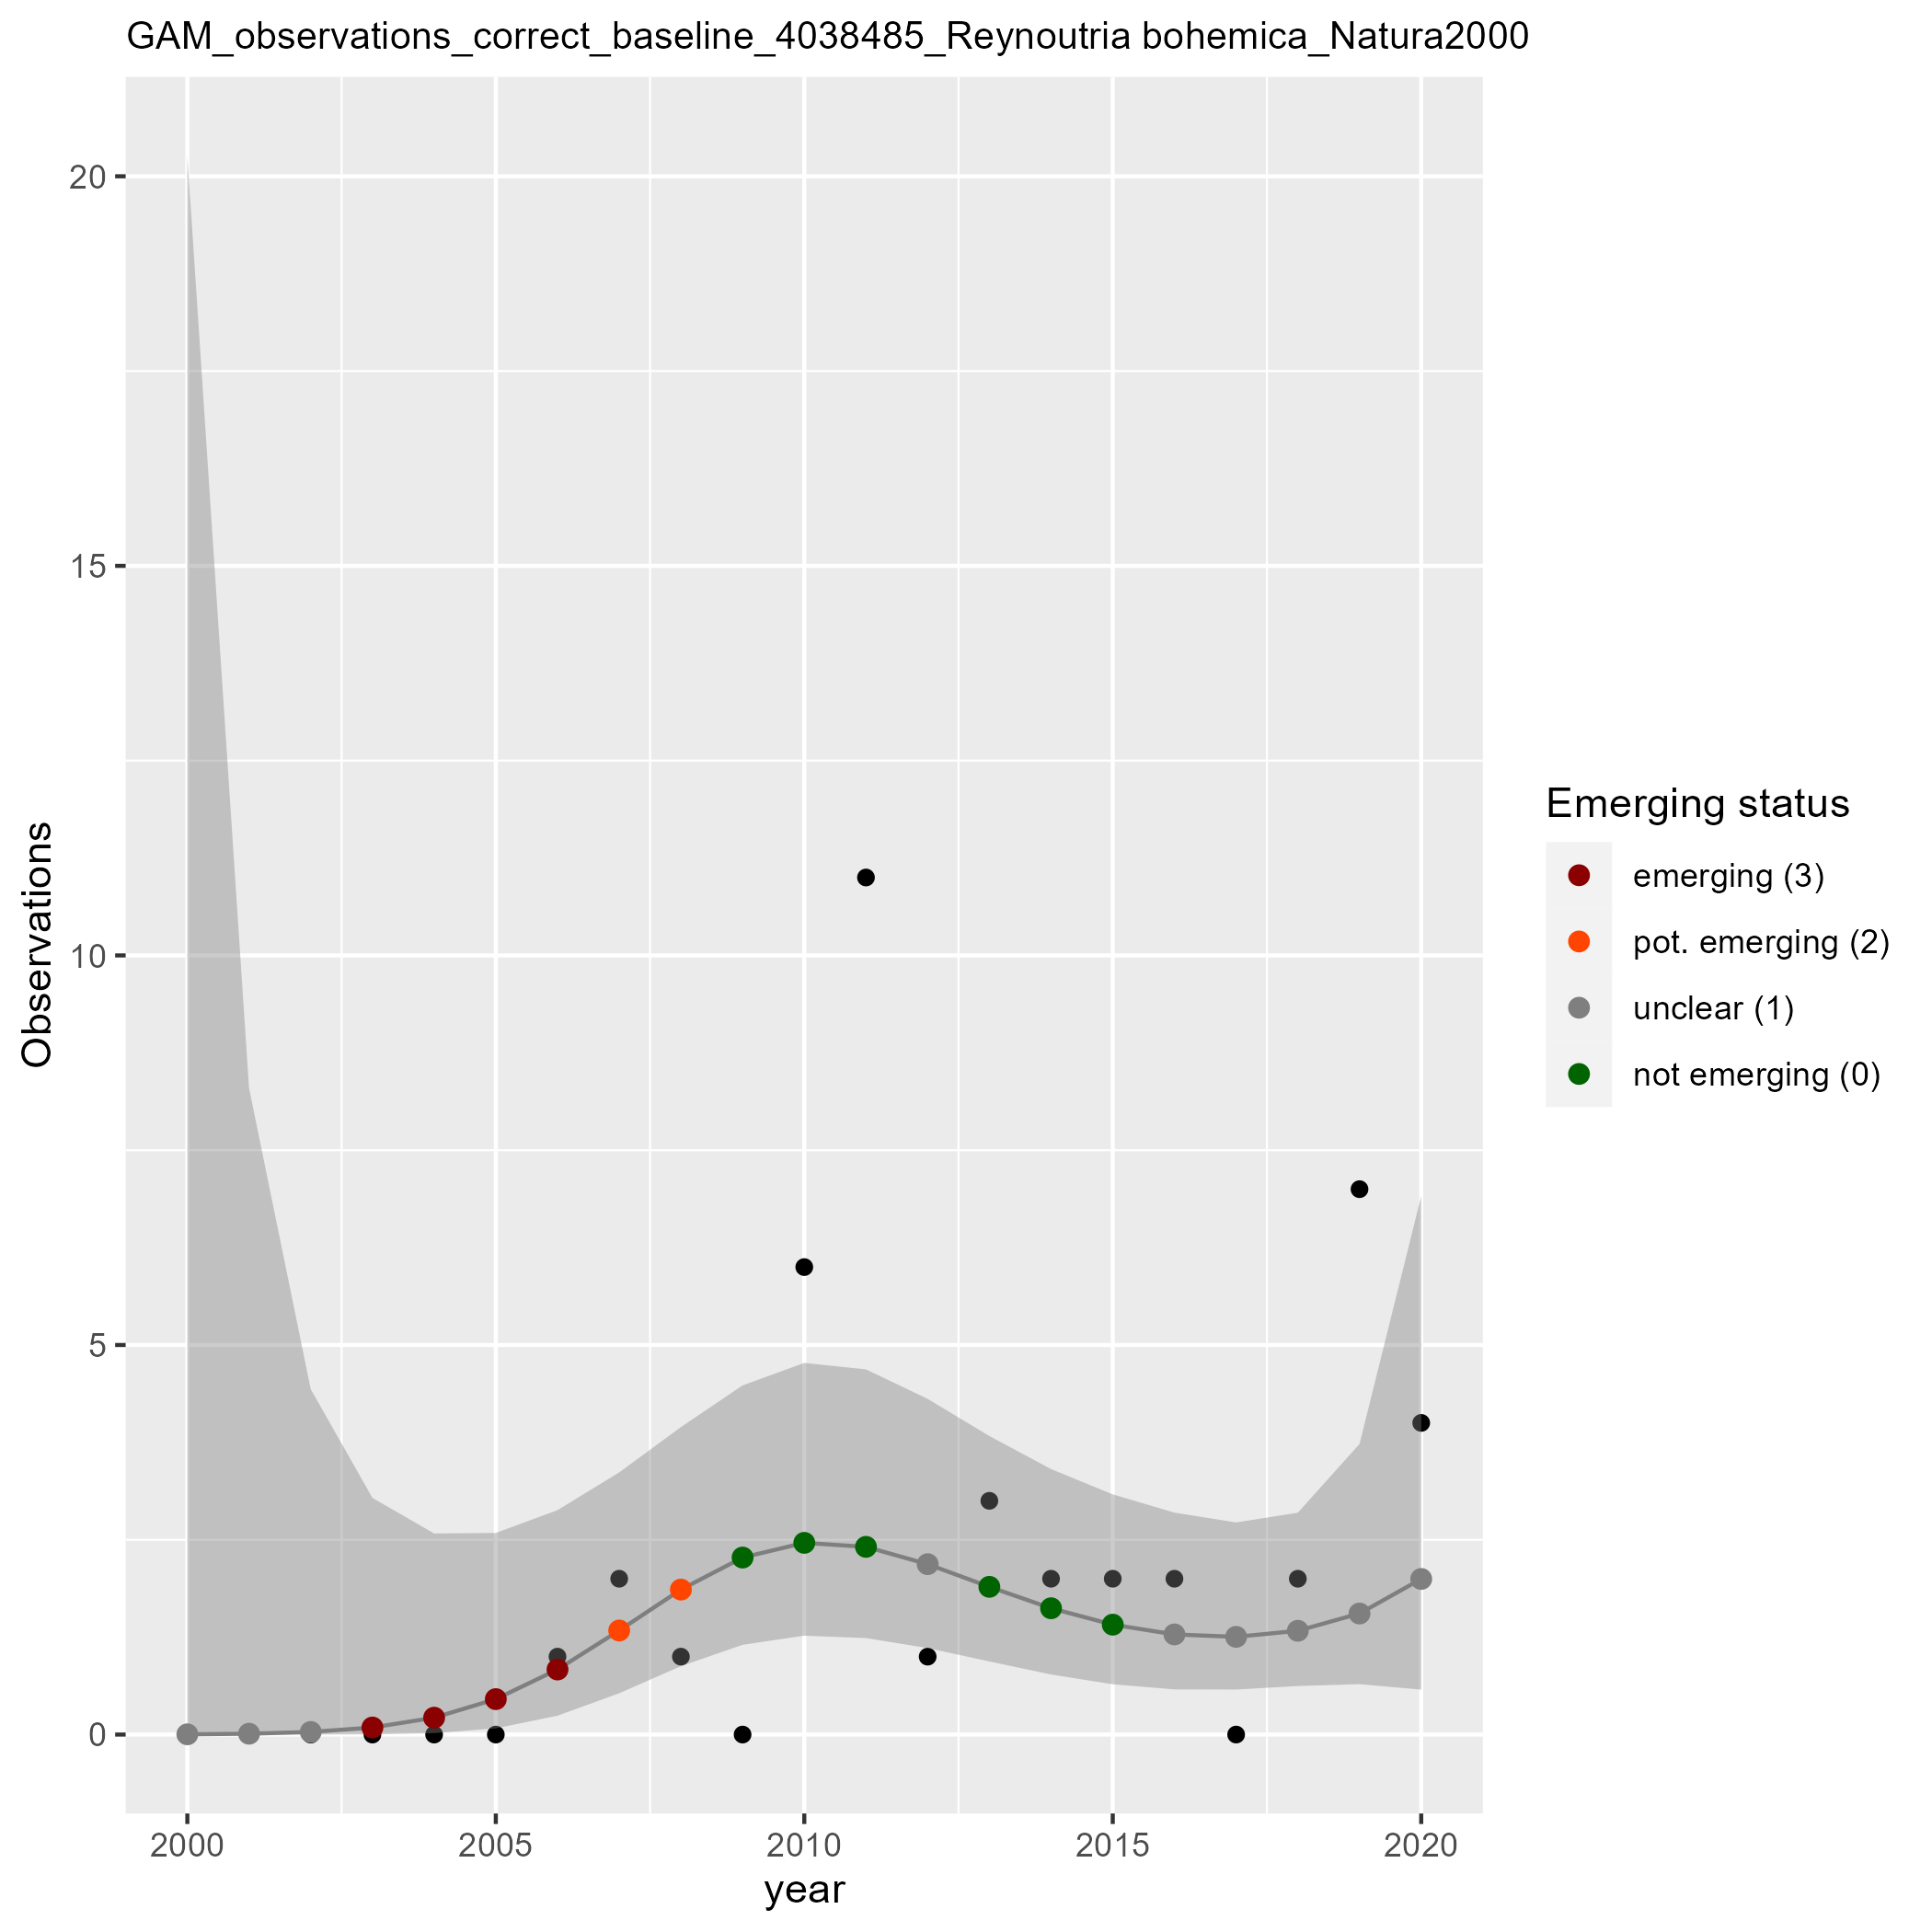 GAM_observations_correct_baseline_4038485_Reynoutria bohemica_Natura2000
20
15
10
5
0
Observations
2000
2005
2010
2015
2020
year
Emerging status
emerging (3)
pot. emerging (2)
unclear (1)
not emerging (0)